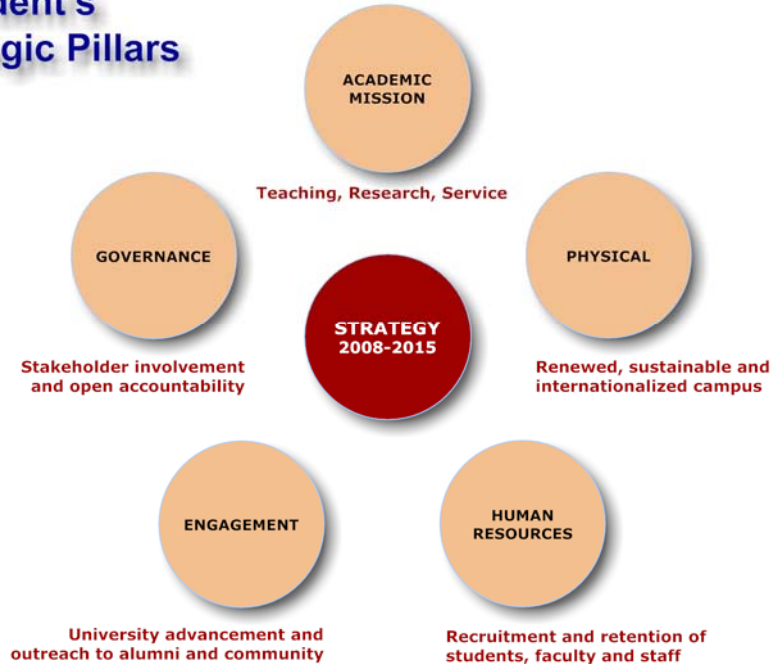 dent's
gic Pillars
ACADEMIC
MISSION
Teaching, Research, Service
GOVERNANCE
Stakeholder involvement
and open accountability
PHYSICAL
Renewed, sustainable and
internationalized campus
STRATEGY
2008-2015
ENGAGEMENT
University advancement and
outreach to alumni and community
HUMAN
RESOURCES
Recruitment and retention of
students, faculty and staff